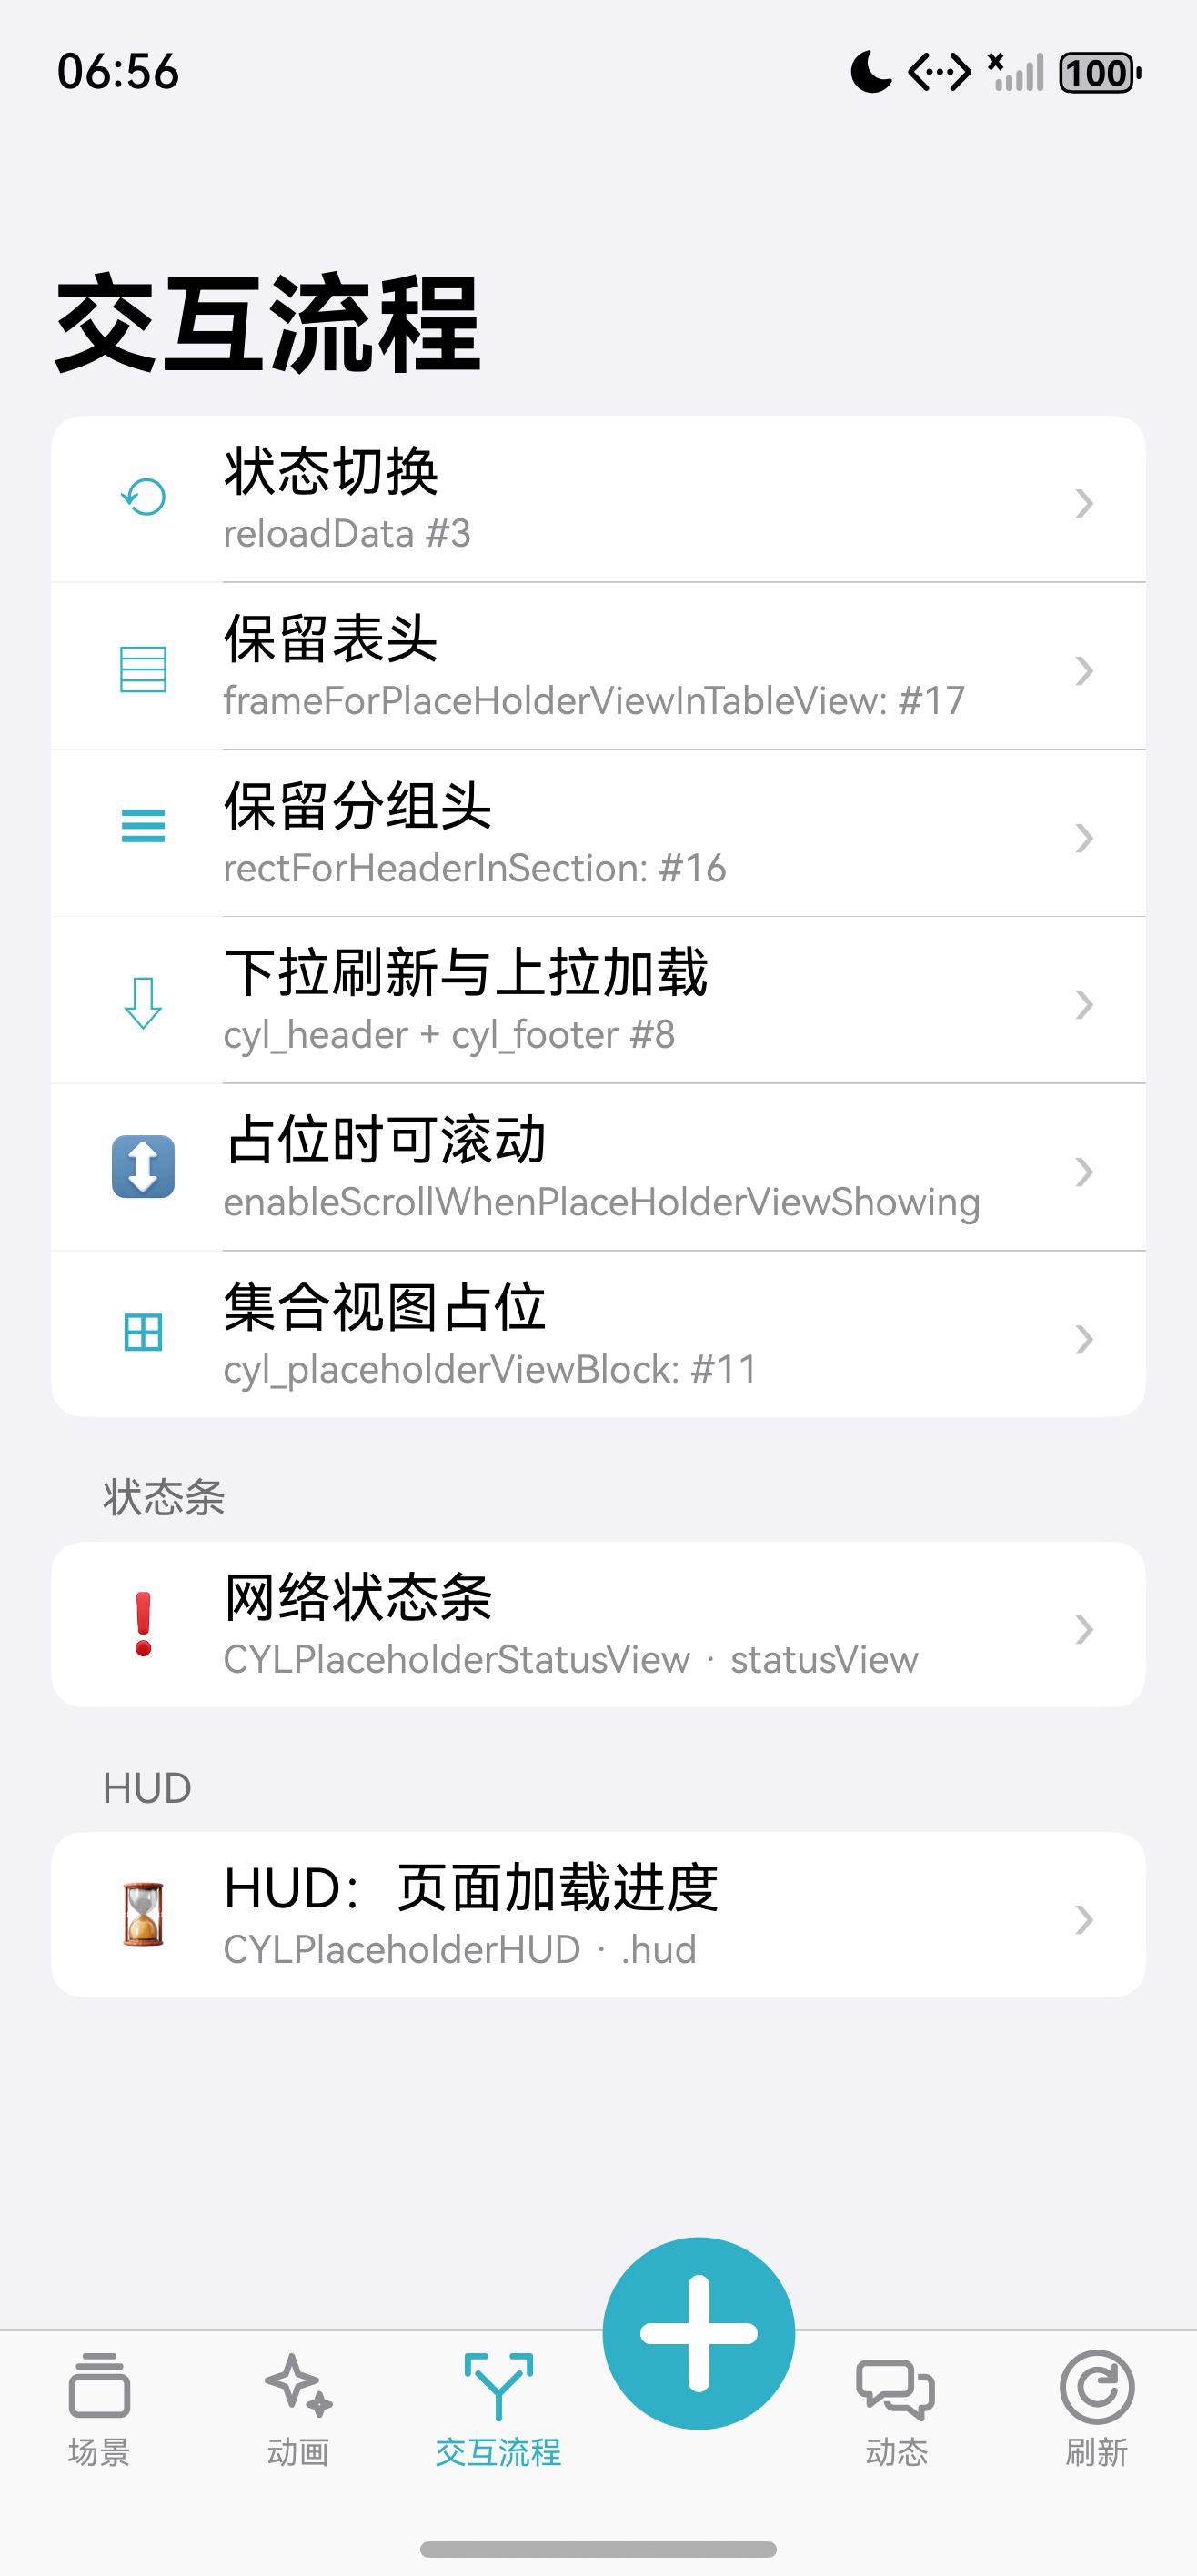 06:56
100
交互流程
状态切换
reloadData #3
保留表头
frameForPlaceHolderViewInTableView: #17
保留分组头
rectForHeaderInSection: #16
下拉刷新与上拉加载
cyl_header + cyl_footer #8
占位时可滚动
enableScrollWhenPlaceHolderViewShowing
集合视图占位
cyl_placeholderViewBlock: #11
状态条
网络状态条
CYLPlaceholderStatusView · statusView
HUD
HUD：页面加载进度
CYLPlaceholderHUD · .hud
场景
动画
交互流程
动态
刷新